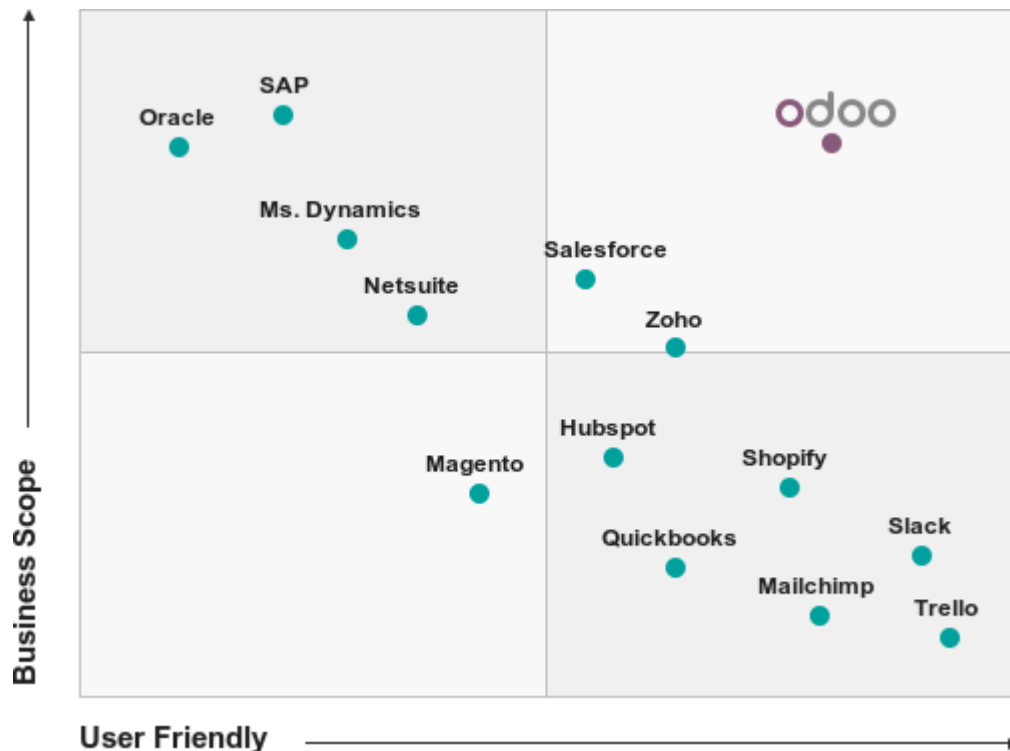 SAP
Oracle
odoo
Ms. Dynamics
Salesforce
Netsuite
Zoho
Hubspot
Magento
Shopify
Quickbooks
Slack
Mailchimp
Trello
Business Scope
User Friendly